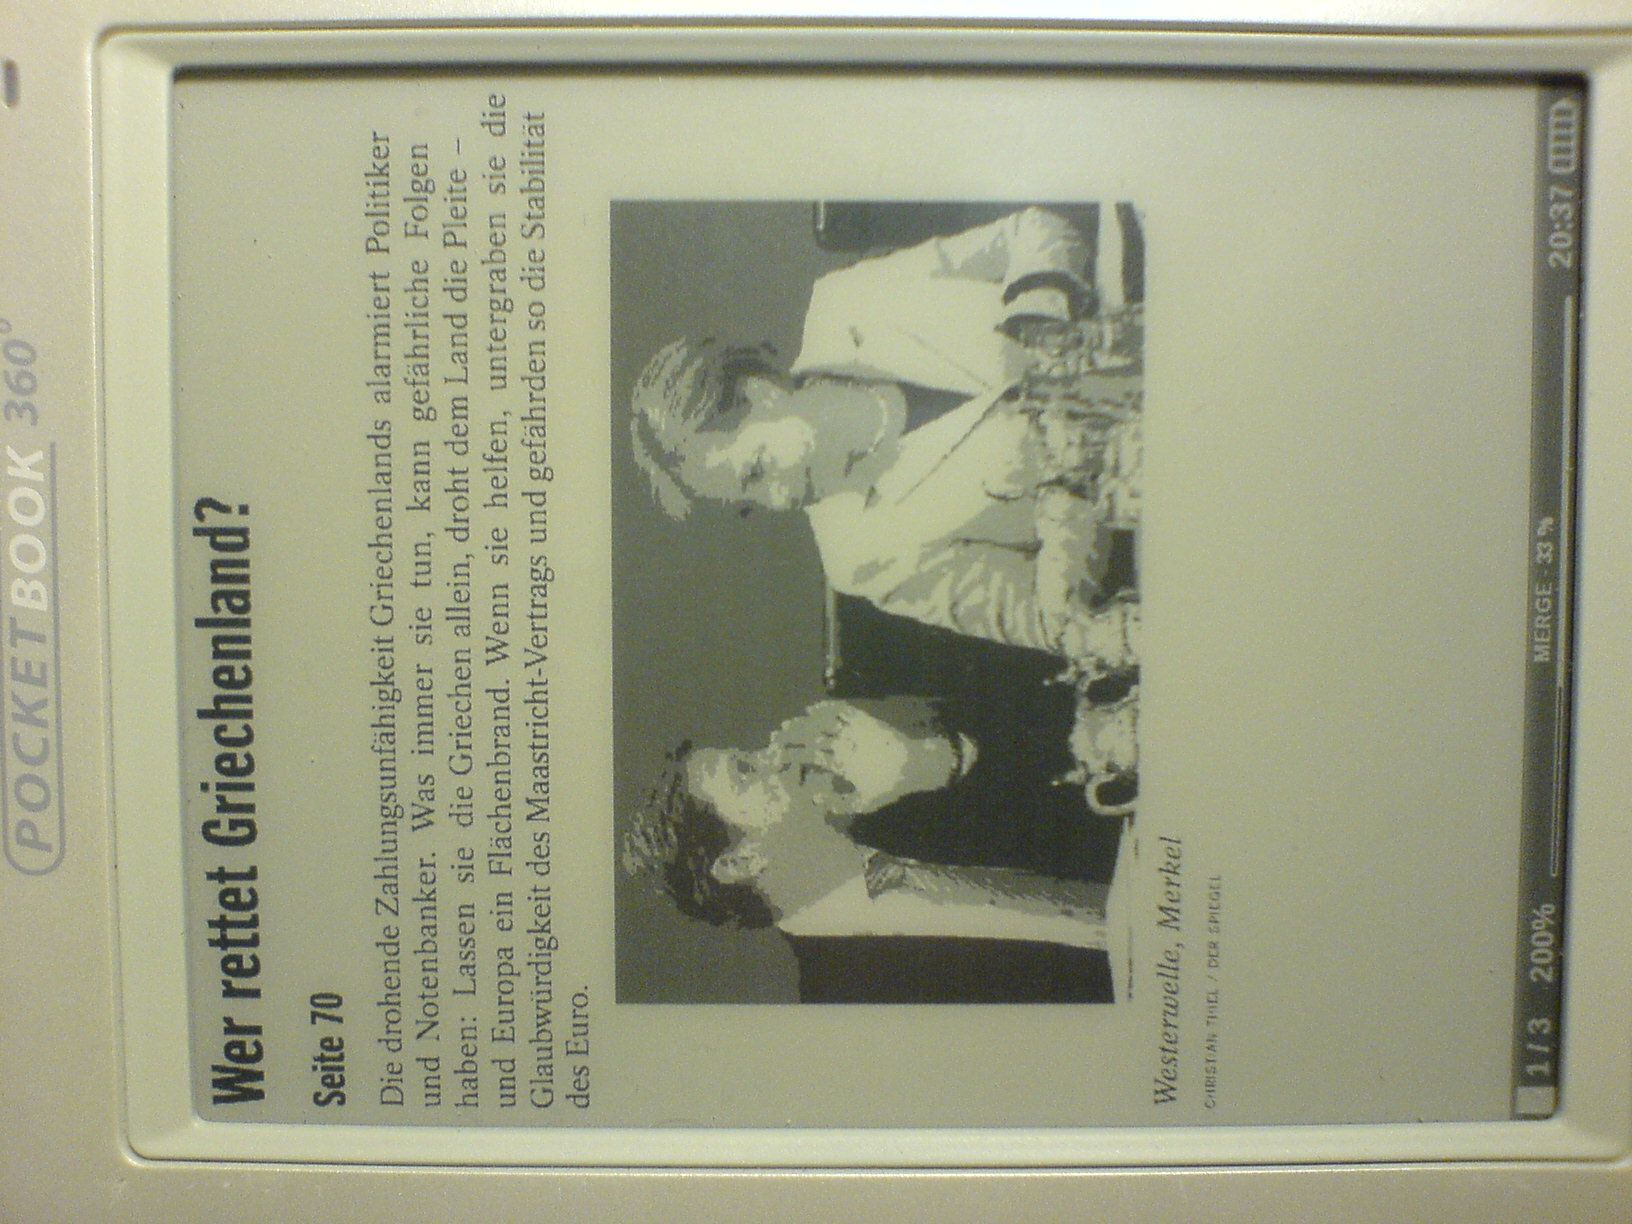 POCKETBOOK 360°
Wer rettet Griechenland?
Seite 70
Die drohende Zahlungsunfähigkeit Griechenlands alarmiert Politiker
und Notenbanker. Was immer sie tun, kann gefährliche Folgen
haben: Lassen sie die Griechen allein, droht dem Land die Pleite –
und Europa ein Flächenbrand. Wenn sie helfen, untergraben sie die
Glaubwürdigkeit des Maastricht-Vertrags und gefährden so die Stabilität
des Euro.
Westerwelle, Merkel
CHRISTIAN THIEL / DER SPIEGEL
1 / 3 200% MERGE - 33 % 20:37